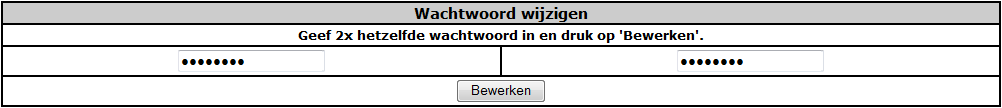 Wachtwoord wijzigen
Geef 2x hetzelfde wachtwoord in en druk op 'Bewerken'.
•••••••• ••••••••
Bewerken